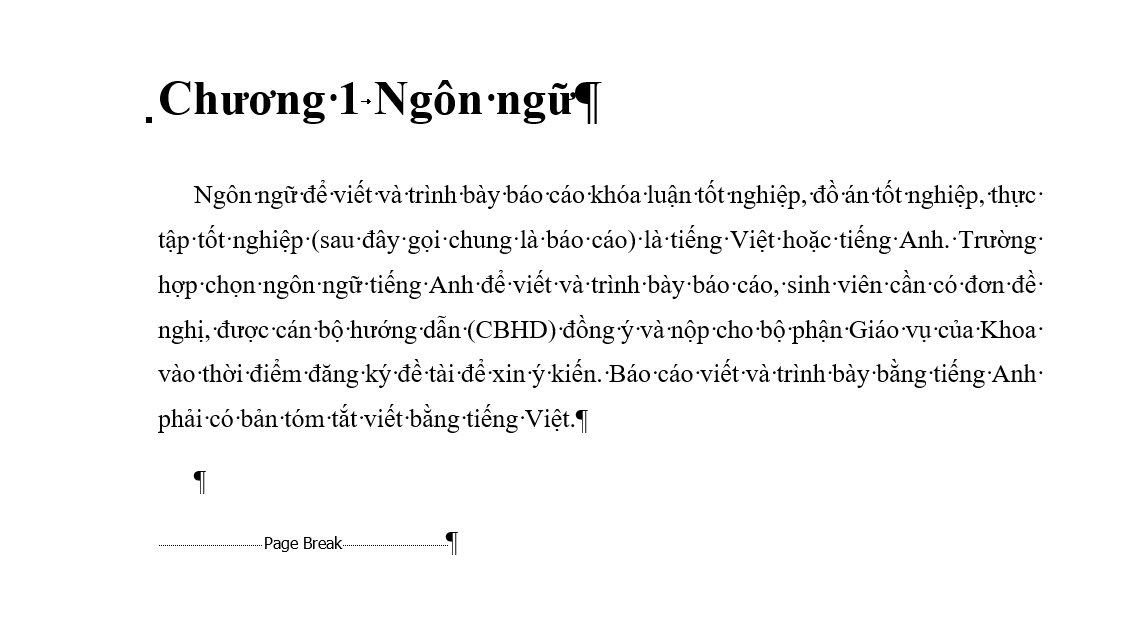 Chương 1 Ngôn ngữ¶
Ngôn ngữ để viết và trình bày báo cáo khóa luận tốt nghiệp, đồ án tốt nghiệp, thực
tập tốt nghiệp (sau đây gọi chung là báo cáo) là tiếng Việt hoặc tiếng Anh. Trường
hợp chọn ngôn ngữ tiếng Anh để viết và trình bày báo cáo, sinh viên cần có đơn đề
nghị, được cán bộ hướng dẫn (CBHD) đồng ý và nộp cho bộ phận Giáo vụ của Khoa
vào thời điểm đăng ký đề tài để xin ý kiến. Báo cáo viết và trình bày bằng tiếng Anh
phải có bản tóm tắt viết bằng tiếng Việt.¶
¶
Page Break¶